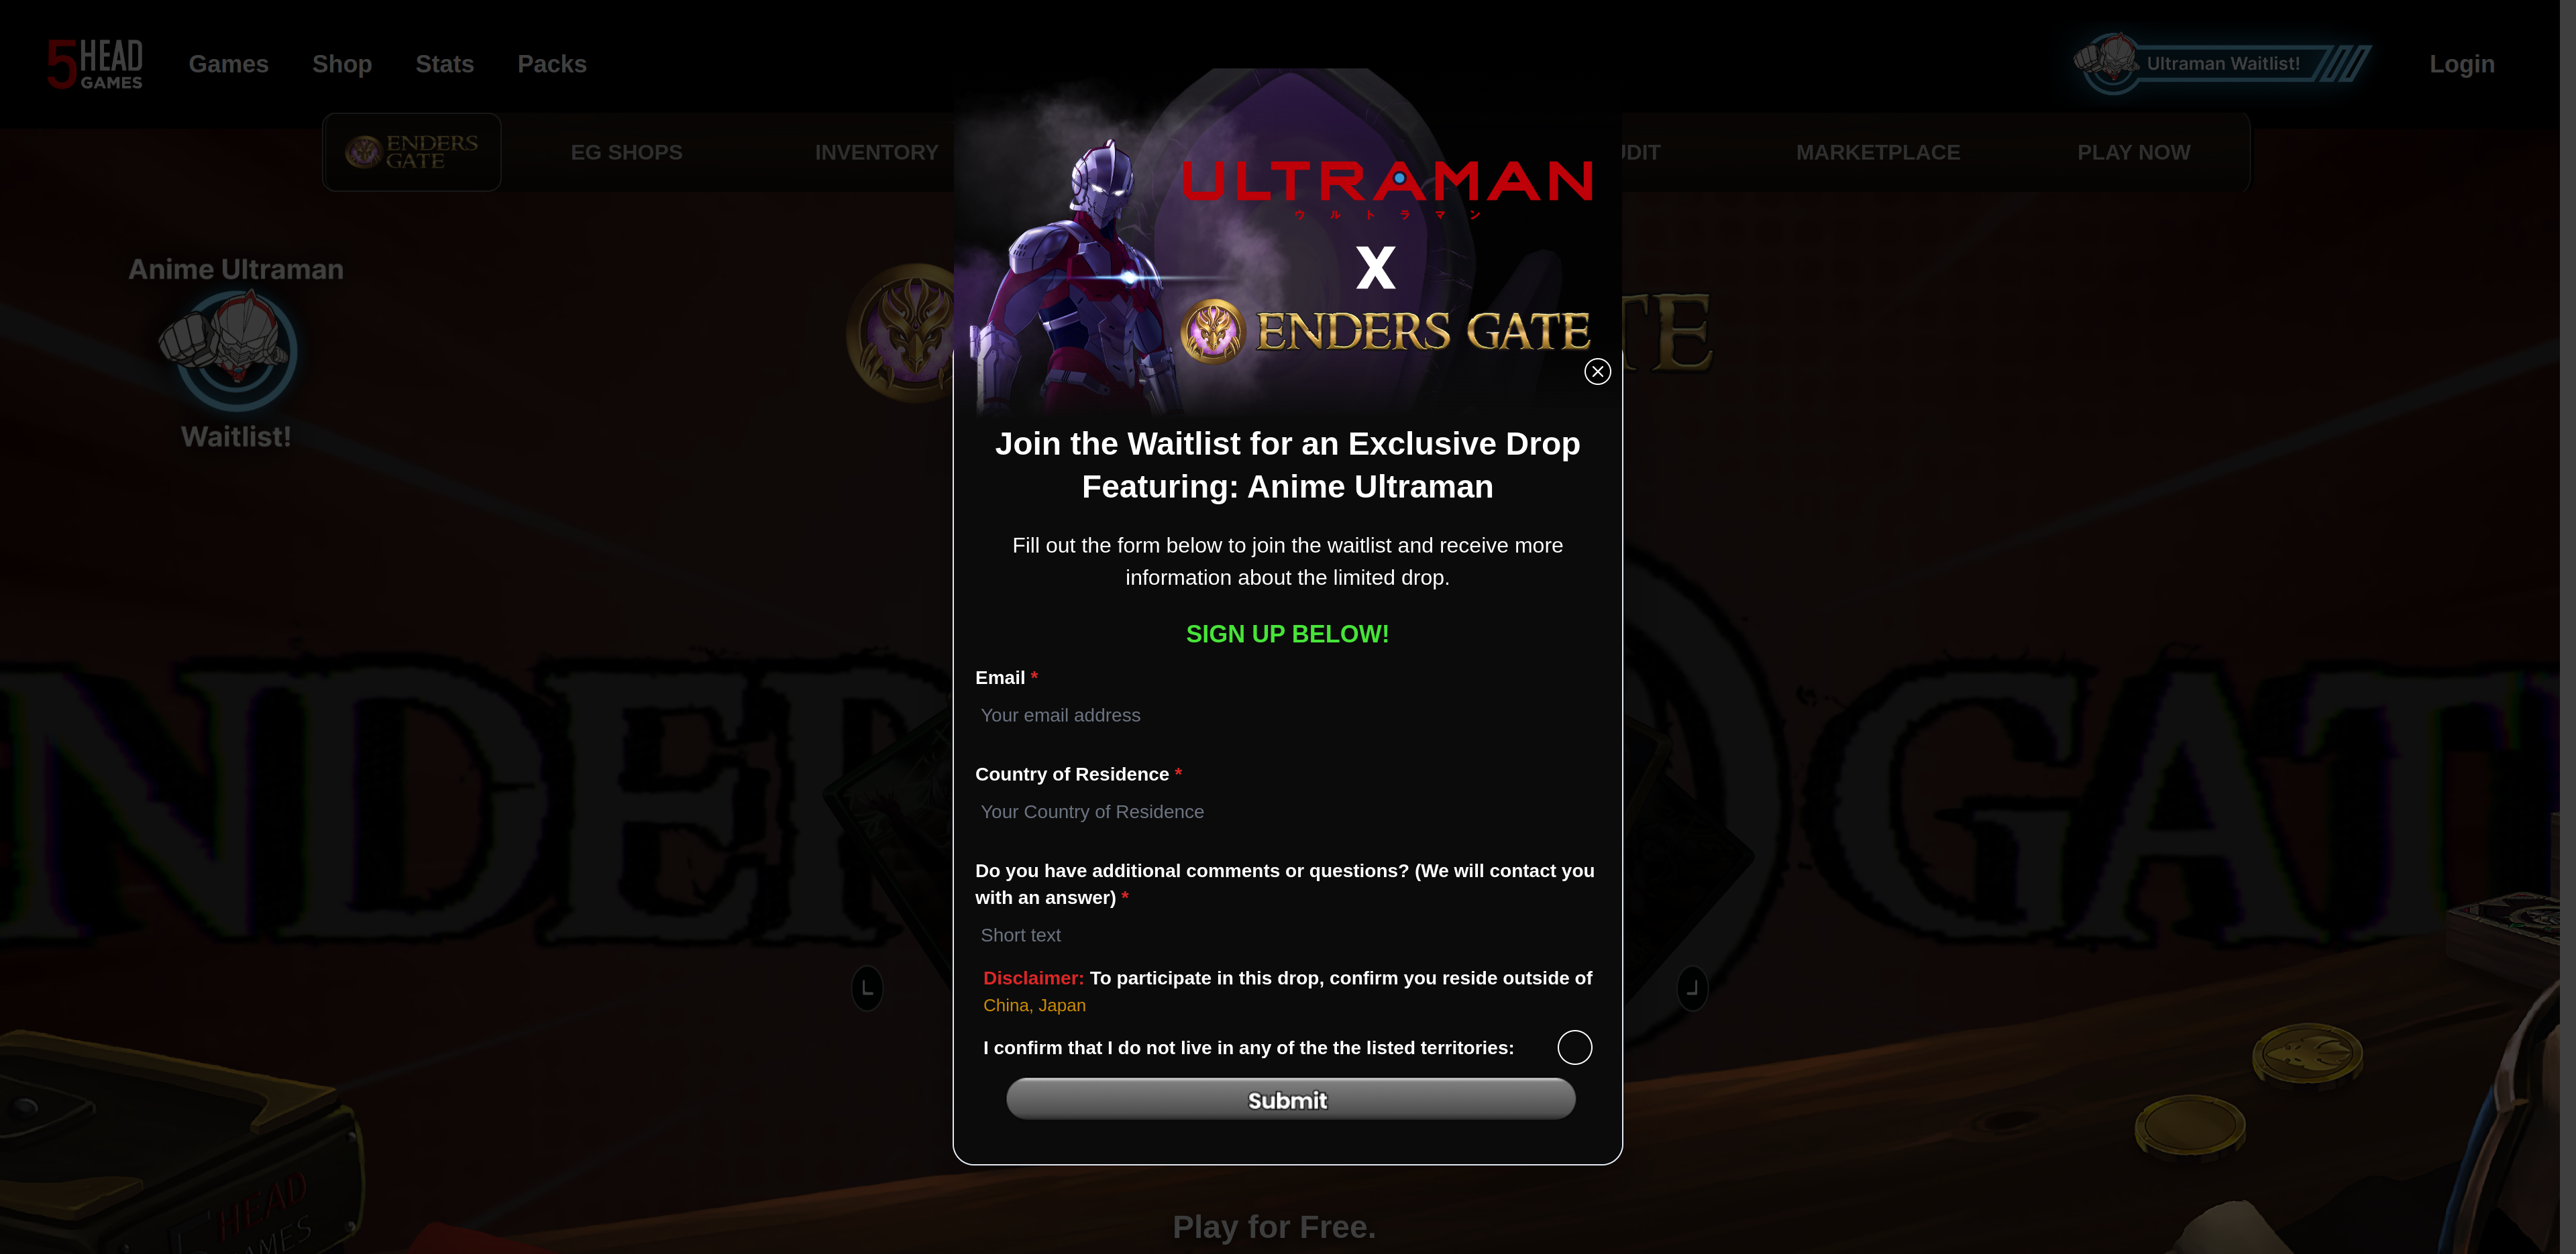 5HEAD
GAMES
Games
Shop
Stats
Packs
Ultraman Waitlist!
Login
ENDERS
GATE
EG SHOPS
INVENTORY
MARKETPLACE
PLAY NOW
Anime Ultraman
Waitlist!
ULTRAMAN
ウルトラマン
X
ENDERS GATE
Join the Waitlist for an Exclusive Drop
Featuring: Anime Ultraman
Fill out the form below to join the waitlist and receive more
information about the limited drop.
SIGN UP BELOW!
Email *
Your email address
Country of Residence *
Your Country of Residence
Do you have additional comments or questions? (We will contact you
with an answer) *
Short text
Disclaimer: To participate in this drop, confirm you reside outside of
China, Japan
I confirm that I do not live in any of the the listed territories:
Submit
HEAD
Play for Free.